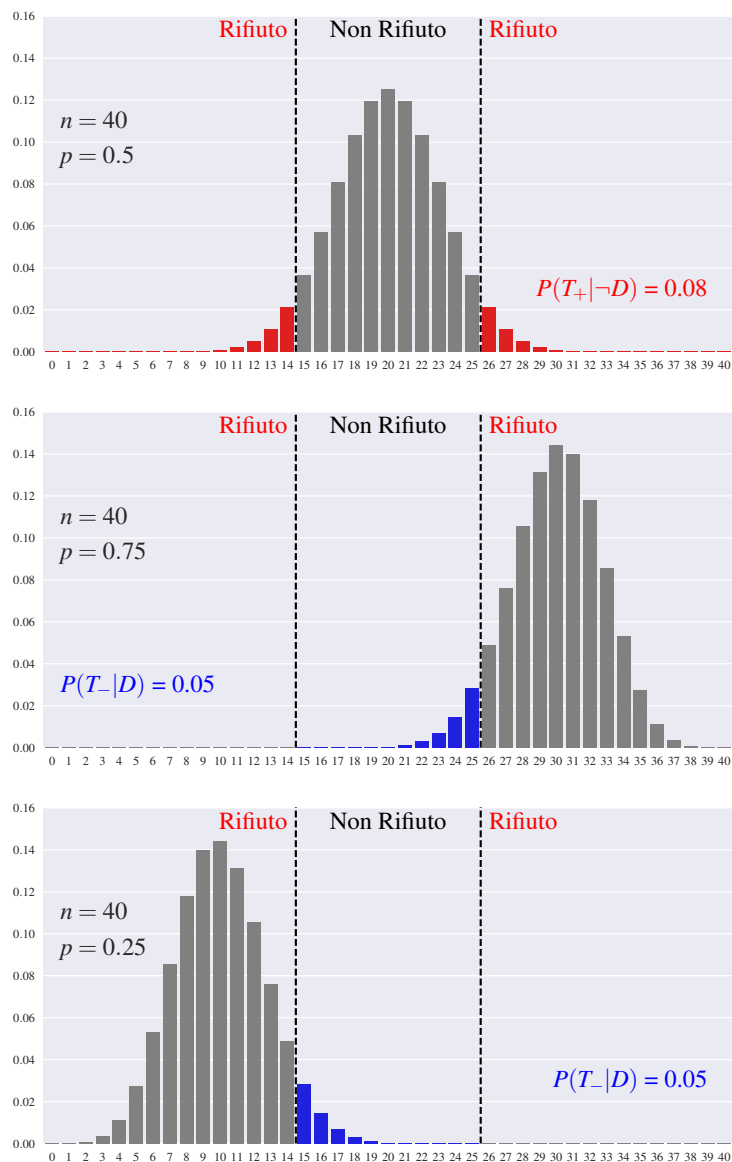 Rifiuto Non Rifiuto Rifiuto
0.16
0.14
0.12
0.10
0.08
0.06
0.04
0.02
0.00
n = 40
p = 0.5
P(T₊|¬D) = 0.08
0 1 2 3 4 5 6 7 8 9 10 11 12 13 14 15 16 17 18 19 20 21 22 23 24 25 26 27 28 29 30 31 32 33 34 35 36 37 38 39 40
Rifiuto Non Rifiuto Rifiuto
0.16
0.14
0.12
0.10
0.08
0.06
0.04
0.02
0.00
n = 40
p = 0.75
P(T₋|D) = 0.05
0 1 2 3 4 5 6 7 8 9 10 11 12 13 14 15 16 17 18 19 20 21 22 23 24 25 26 27 28 29 30 31 32 33 34 35 36 37 38 39 40
Rifiuto Non Rifiuto Rifiuto
0.16
0.14
0.12
0.10
0.08
0.06
0.04
0.02
0.00
n = 40
p = 0.25
P(T₋|D) = 0.05
0 1 2 3 4 5 6 7 8 9 10 11 12 13 14 15 16 17 18 19 20 21 22 23 24 25 26 27 28 29 30 31 32 33 34 35 36 37 38 39 40